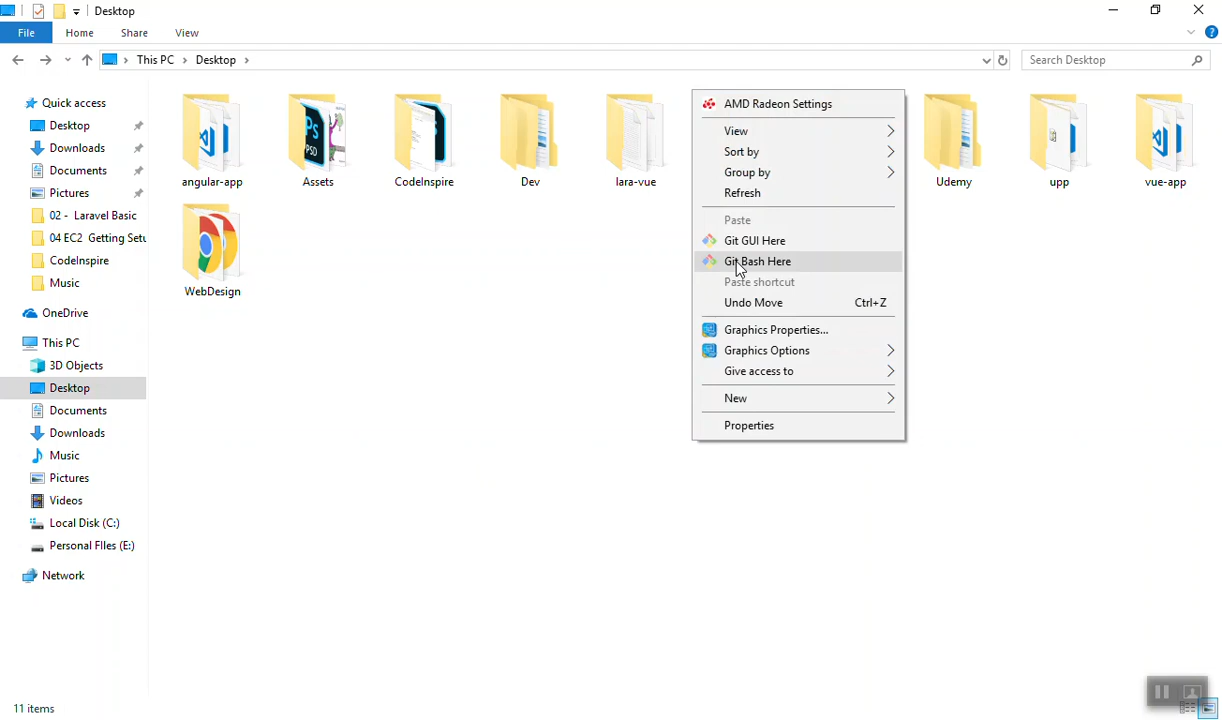 Desktop
File Home Share View
This PC Desktop
Search Desktop
Quick access
Desktop
Downloads
Documents
Pictures
02 - Laravel Basic
04 EC2 Getting Setu
CodeInspire
Music
OneDrive
This PC
3D Objects
Desktop
Documents
Downloads
Music
Pictures
Videos
Local Disk (C:)
Personal FIles (E:)
Network
angular-app
Assets
CodeInspire
Dev
lara-vue
Udemy
upp
vue-app
WebDesign
AMD Radeon Settings
View
Sort by
Group by
Refresh
Paste
Git GUI Here
Git Bash Here
Paste shortcut
Undo Move Ctrl+Z
Graphics Properties...
Graphics Options
Give access to
New
Properties
11 items